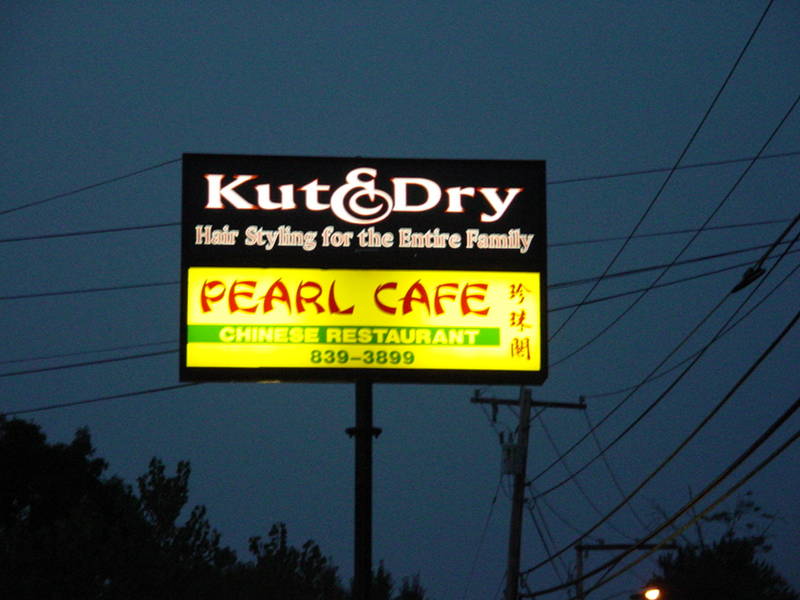 Kut & Dry
Hair Styling for the Entire Family
PEARL CAFE
CHINESE RESTAURANT
839-3899
珍珠閣